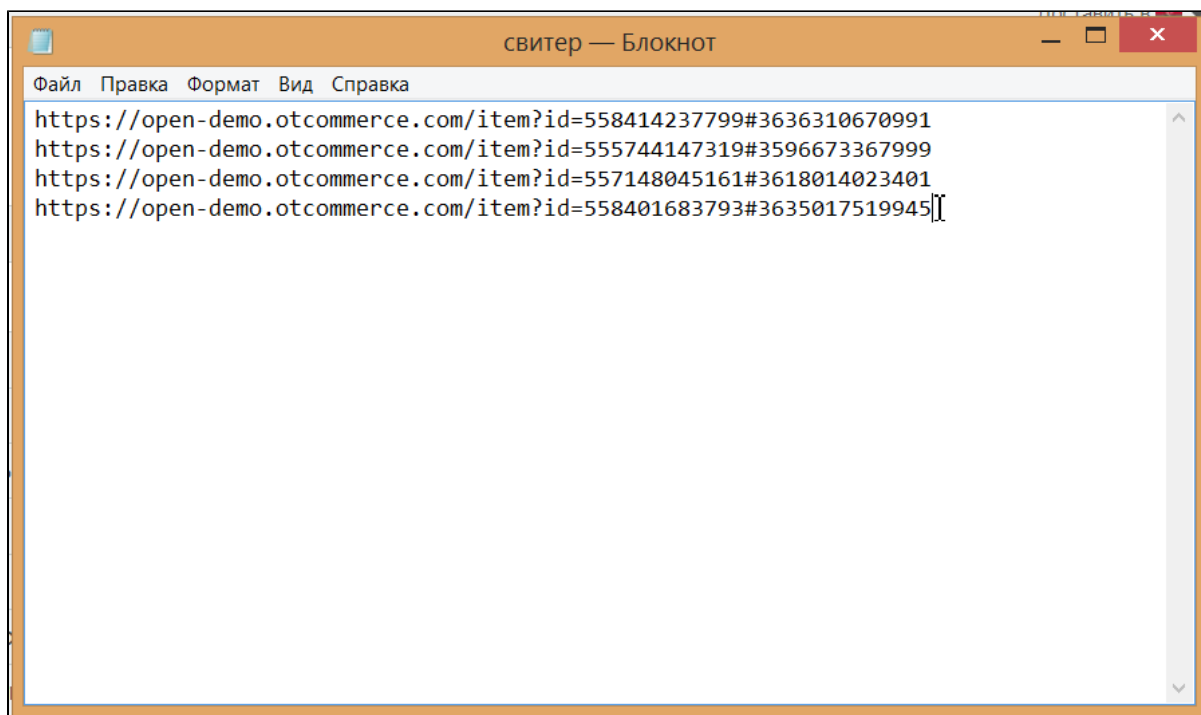 свитер — Блокнот
Файл Правка Формат Вид Справка
https://open-demo.otcommerce.com/item?id=558414237799#3636310670991
https://open-demo.otcommerce.com/item?id=555744147319#3596673367999
https://open-demo.otcommerce.com/item?id=557148045161#3618014023401
https://open-demo.otcommerce.com/item?id=558401683793#3635017519945